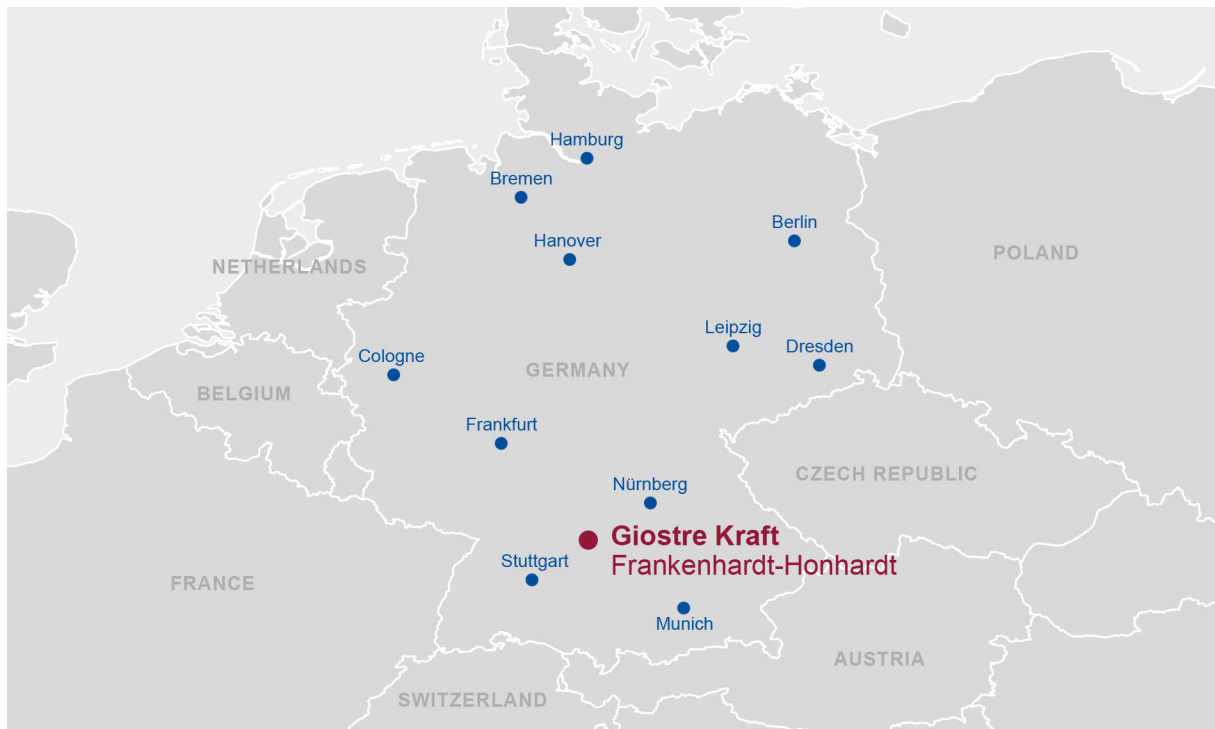 Hamburg
Bremen
Berlin
Hanover
POLAND
NETHERLANDS
Leipzig
Dresden
Cologne
GERMANY
BELGIUM
Frankfurt
CZECH REPUBLIC
Nürnberg
Giostre Kraft
Frankenhardt-Honhardt
Stuttgart
FRANCE
Munich
AUSTRIA
SWITZERLAND